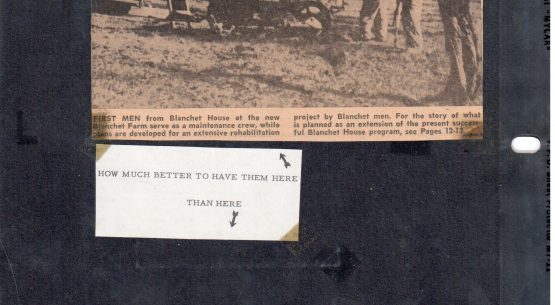 FIRST MEN from Blanchet House at the new
Blanchet Farm serve as a maintenance crew, while
plans are developed for an extensive rehabilitation
project by Blanchet men. For the story of what
is planned as an extension of the present success-
ful Blanchet House program, see Pages 12-13.
HOW MUCH BETTER TO HAVE THEM HERE
THAN HERE